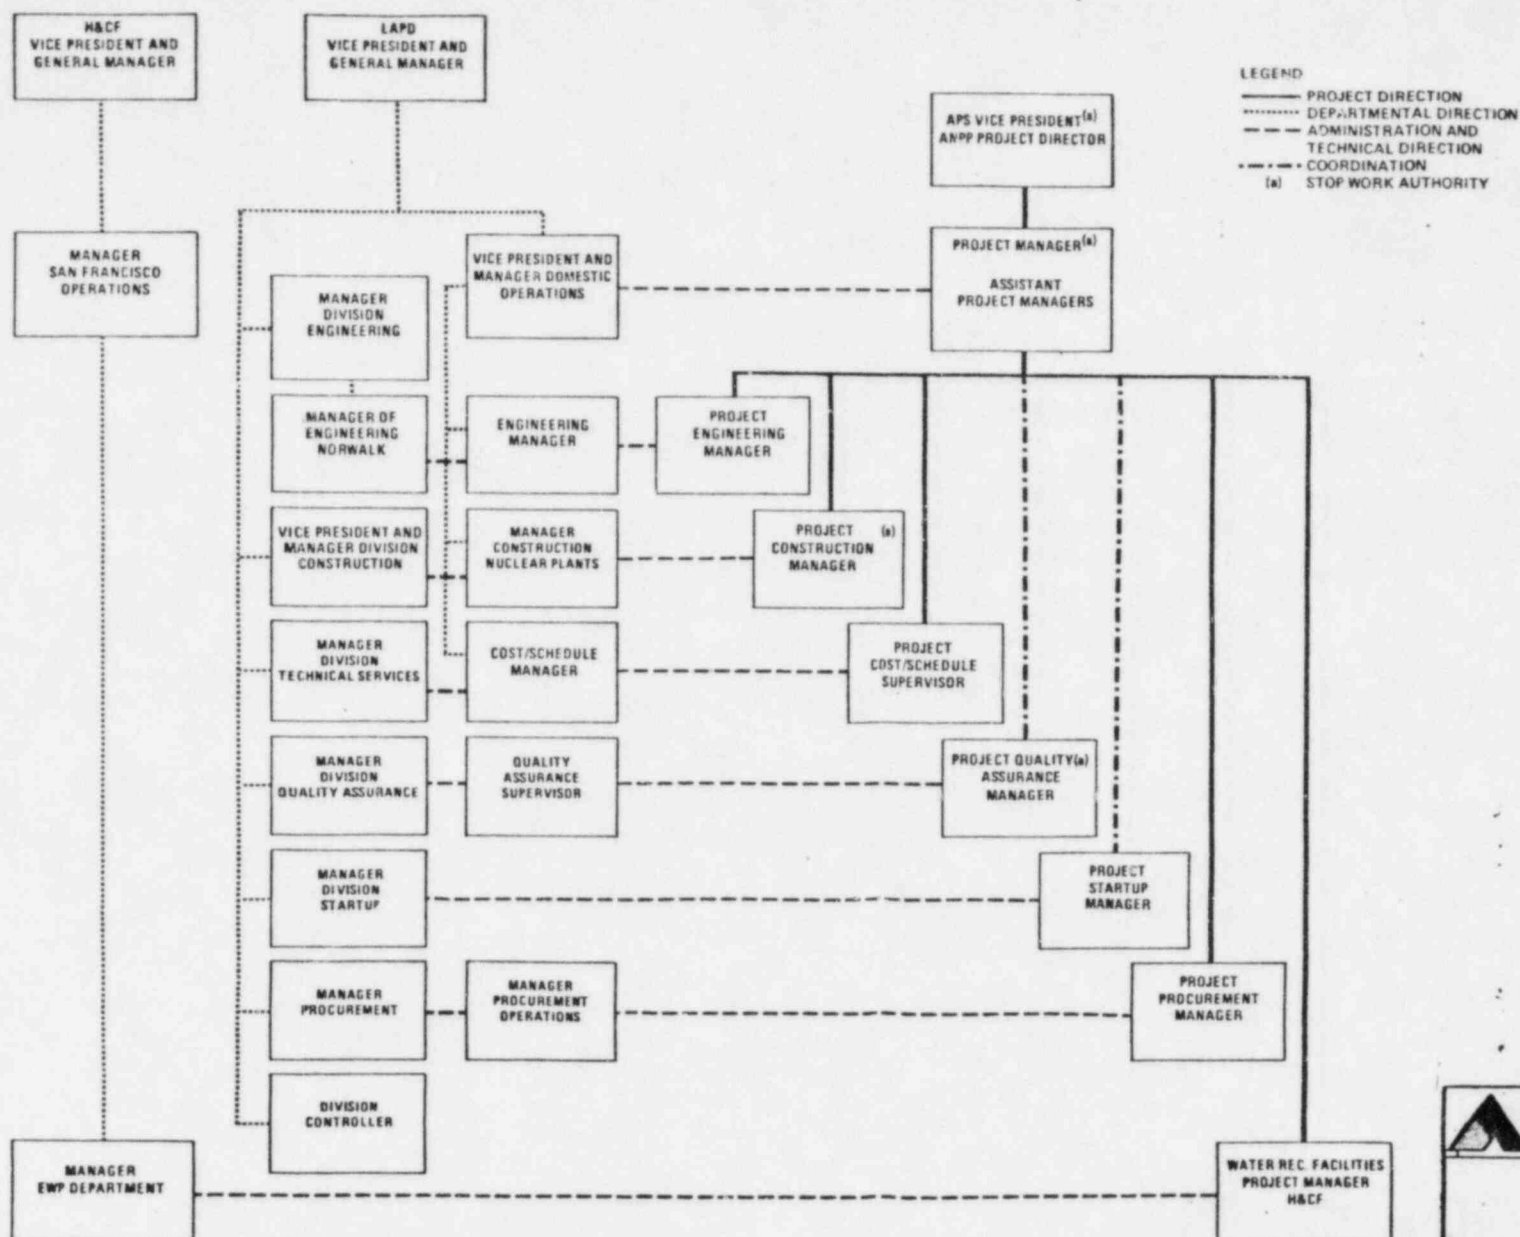 H&CF
VICE PRESIDENT AND
GENERAL MANAGER
LAPD
VICE PRESIDENT AND
GENERAL MANAGER
LEGEND
PROJECT DIRECTION
DEPARTMENTAL DIRECTION
ADMINISTRATION AND
TECHNICAL DIRECTION
COORDINATION
(a) STOP WORK AUTHORITY
APS VICE PRESIDENT(a)
ANPP PROJECT DIRECTOR
MANAGER
SAN FRANCISCO
OPERATIONS
VICE PRESIDENT AND
MANAGER DOMESTIC
OPERATIONS
PROJECT MANAGER(a)
ASSISTANT
PROJECT MANAGERS
MANAGER
DIVISION
ENGINEERING
MANAGER OF
ENGINEERING
NORWALK
ENGINEERING
MANAGER
PROJECT
ENGINEERING
MANAGER
VICE PRESIDENT AND
MANAGER DIVISION
CONSTRUCTION
MANAGER
CONSTRUCTION
NUCLEAR PLANTS
PROJECT (a)
CONSTRUCTION
MANAGER
MANAGER
DIVISION
TECHNICAL SERVICES
COST/SCHEDULE
MANAGER
PROJECT
COST/SCHEDULE
SUPERVISOR
MANAGER
DIVISION
QUALITY ASSURANCE
QUALITY
ASSURANCE
SUPERVISOR
PROJECT QUALITY(a)
ASSURANCE
MANAGER
MANAGER
DIVISION
STARTUP
PROJECT
STARTUP
MANAGER
MANAGER
PROCUREMENT
MANAGER
PROCUREMENT
OPERATIONS
PROJECT
PROCUREMENT
MANAGER
DIVISION
CONTROLLER
MANAGER
EWP DEPARTMENT
WATER REC. FACILITIES
PROJECT MANAGER
H&CF